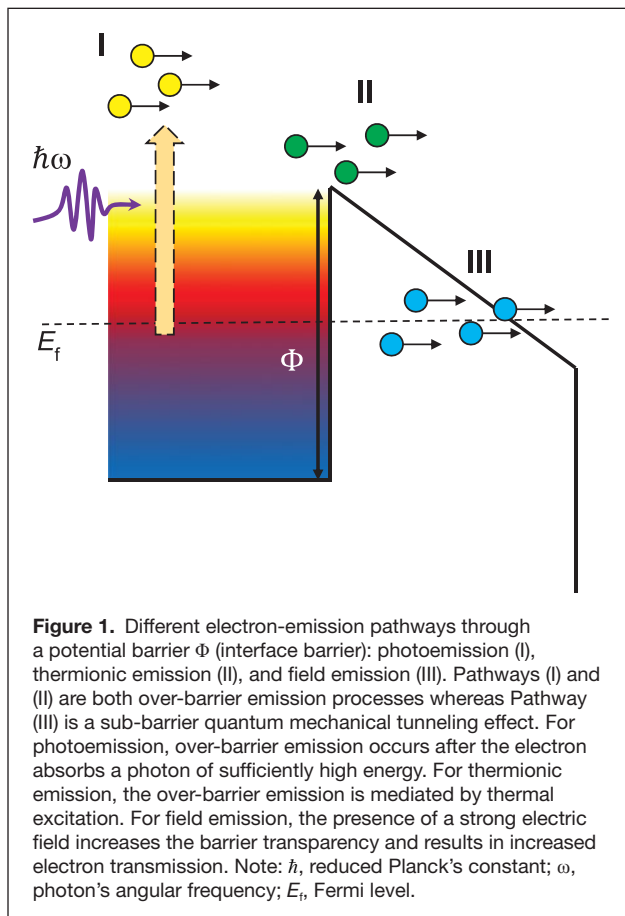 I
II
ħω
III
E_f
Φ
Figure 1. Different electron-emission pathways through
a potential barrier Φ (interface barrier): photoemission (I),
thermionic emission (II), and field emission (III). Pathways (I) and
(II) are both over-barrier emission processes whereas Pathway
(III) is a sub-barrier quantum mechanical tunneling effect. For
photoemission, over-barrier emission occurs after the electron
absorbs a photon of sufficiently high energy. For thermionic
emission, the over-barrier emission is mediated by thermal
excitation. For field emission, the presence of a strong electric
field increases the barrier transparency and results in increased
electron transmission. Note: ħ, reduced Planck's constant; ω,
photon's angular frequency; E_f, Fermi level.